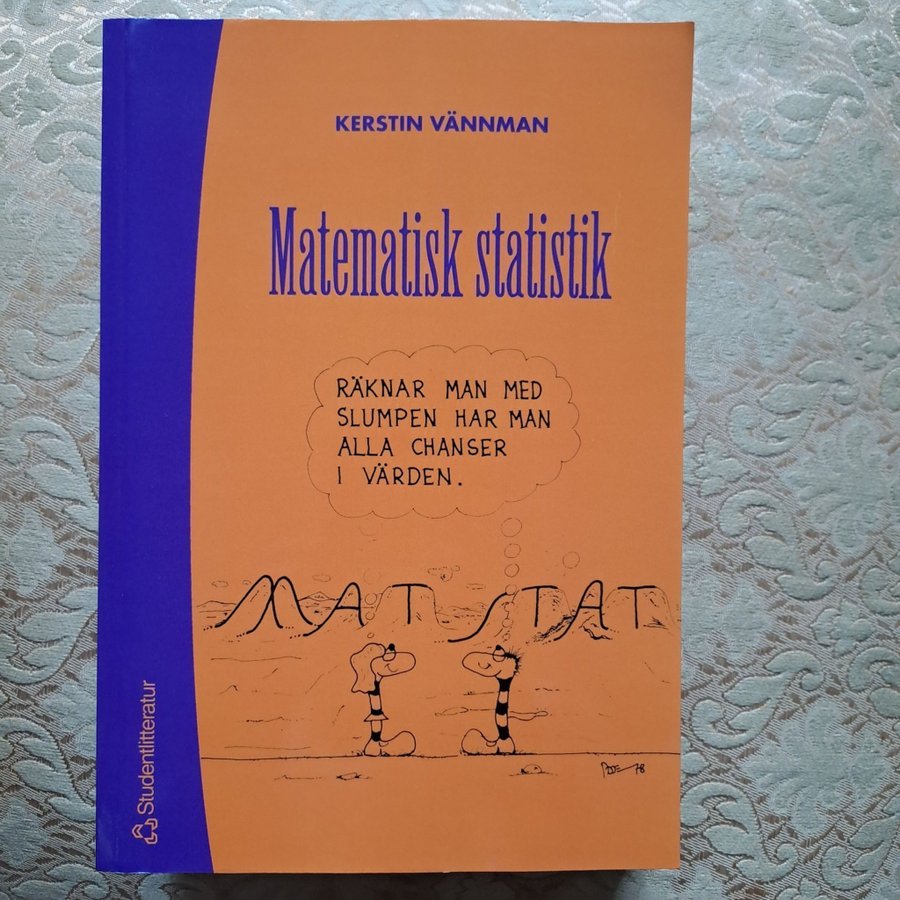 KERSTIN VÄNNMAN
Matematisk statistik
RÄKNAR MAN MED
SLUMPEN HAR MAN
ALLA CHANSER
I VÄRDEN.
MAT STAT
Studentlitteratur